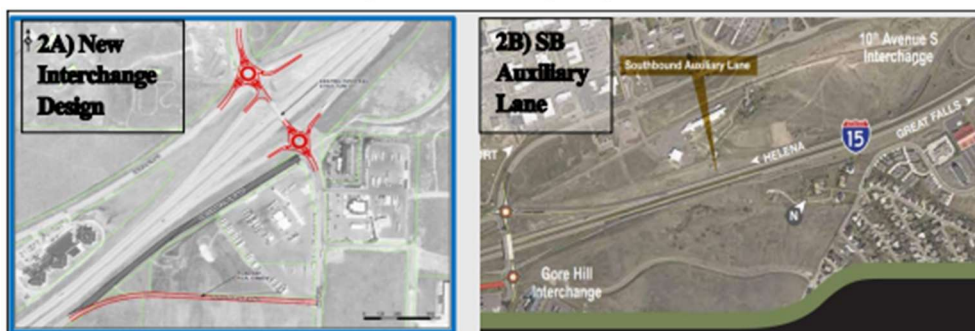 2A) New
Interchange
Design
2B) SB
Auxiliary
Lane
Southbound Auxiliary Lane
10th Avenue S
Interchange
15
GREAT FALLS
HELENA
N
Gore Hill
Interchange